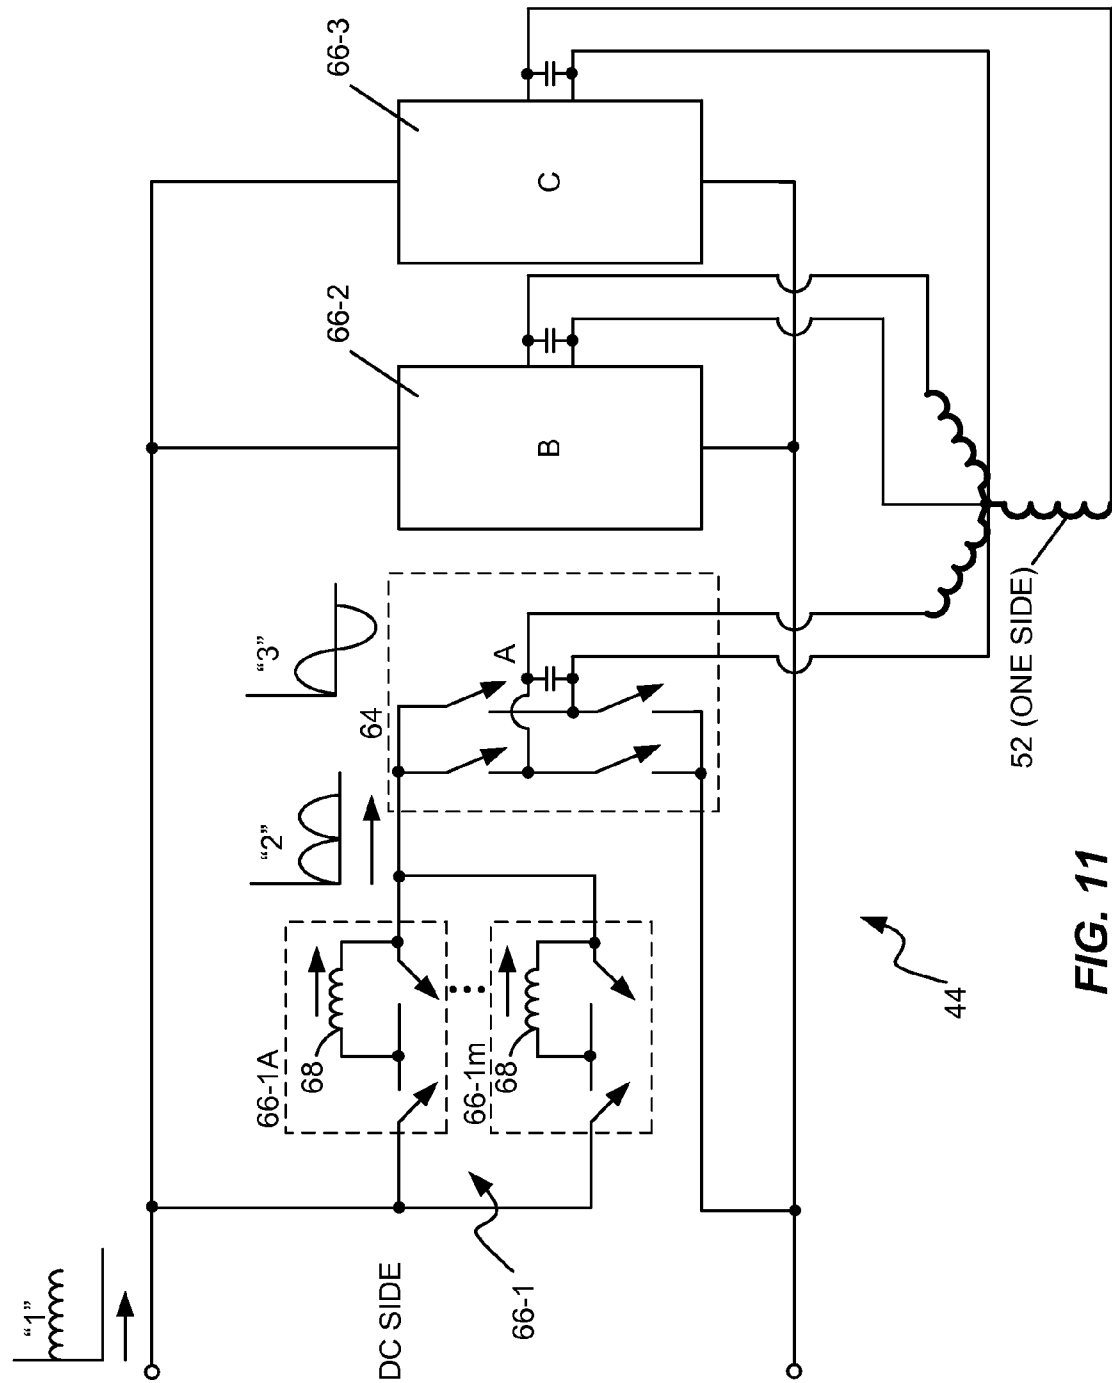 “1”
“2”
“3”
66-3
66-2
C
B
A
64
66-1A
68
66-1m
68
DC SIDE
66-1
44
52 (ONE SIDE)
FIG. 11